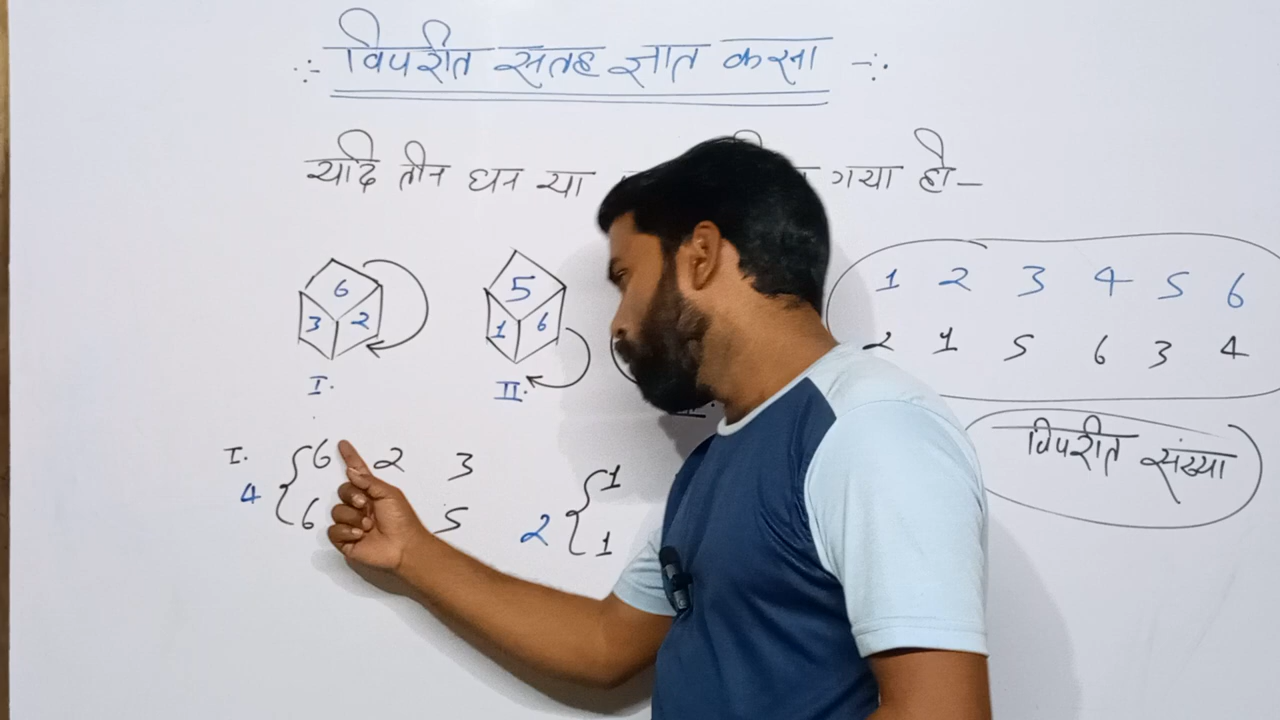 :- विपरीत सतह ज्ञात करना -:
यदि तीन घन या गया हो-
6
3 2
I.
5
1 6
II.
1 2 3 4 5 6
2 1 5 6 3 4
विपरीत संख्या
I. 6 2 3
4
6 5
1
2
1